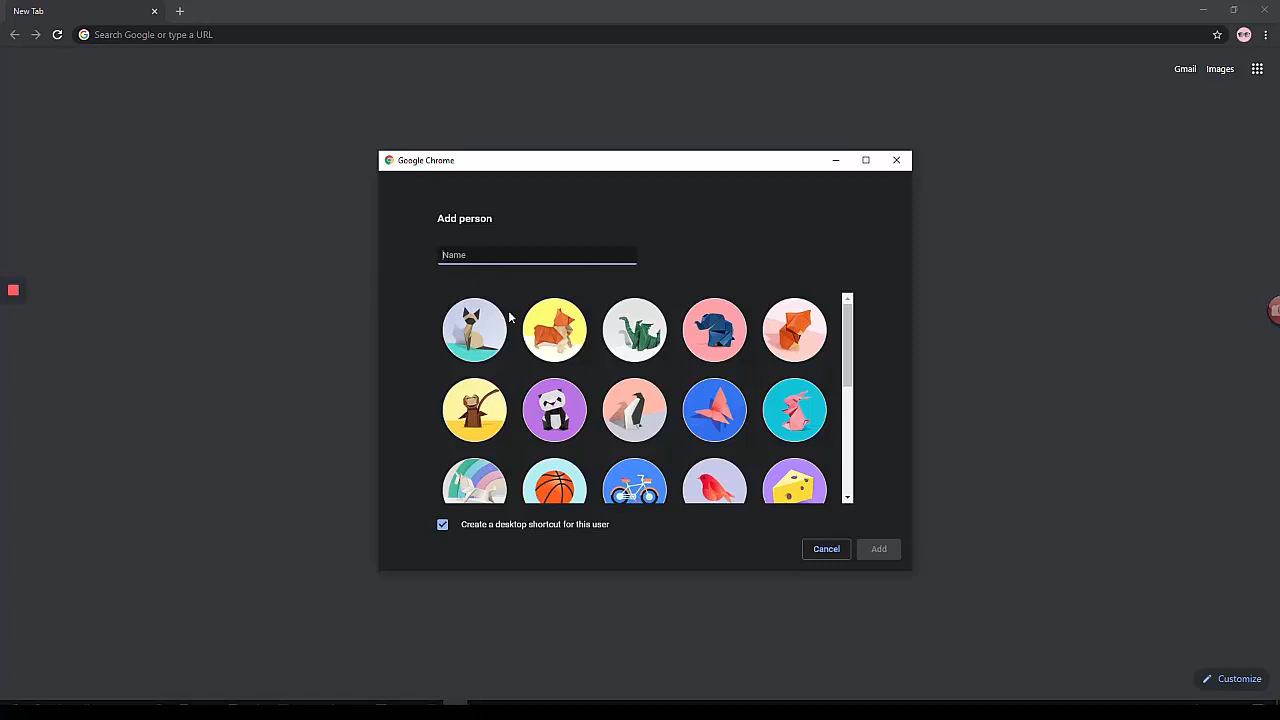 New Tab
Search Google or type a URL
Gmail
Images
Google Chrome
Add person
Name
Create a desktop shortcut for this user
Cancel
Add
Customize